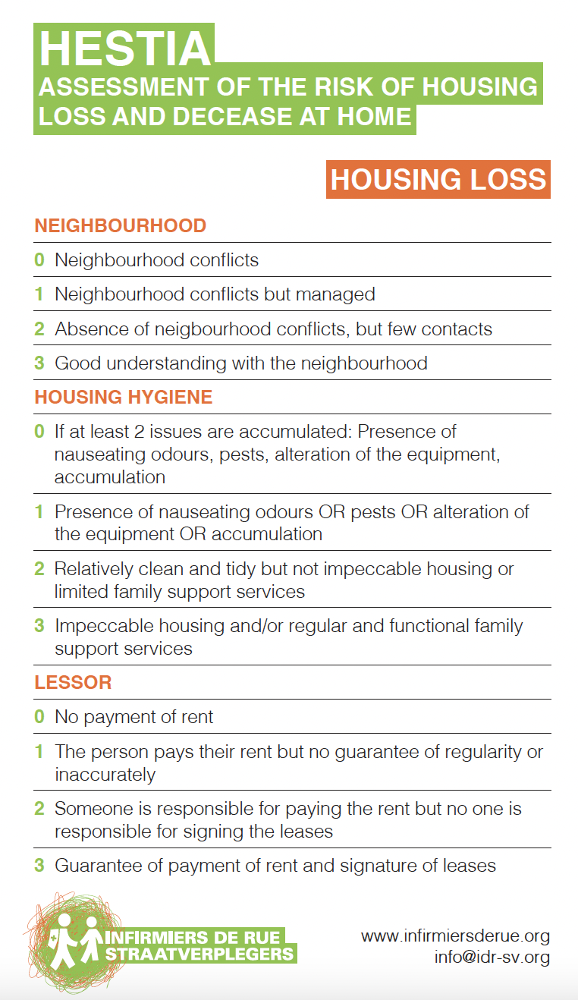 HESTIA
ASSESSMENT OF THE RISK OF HOUSING
LOSS AND DECEASE AT HOME
HOUSING LOSS
NEIGHBOURHOOD
0 Neighbourhood conflicts
1 Neighbourhood conflicts but managed
2 Absence of neigbourhood conflicts, but few contacts
3 Good understanding with the neighbourhood
HOUSING HYGIENE
0 If at least 2 issues are accumulated: Presence of
nauseating odours, pests, alteration of the equipment,
accumulation
1 Presence of nauseating odours OR pests OR alteration of
the equipment OR accumulation
2 Relatively clean and tidy but not impeccable housing or
limited family support services
3 Impeccable housing and/or regular and functional family
support services
LESSOR
0 No payment of rent
1 The person pays their rent but no guarantee of regularity or
inaccurately
2 Someone is responsible for paying the rent but no one is
responsible for signing the leases
3 Guarantee of payment of rent and signature of leases
INFIRMIERS DE RUE
STRAATVERPLEGERS
www.infirmiersderue.org
info@idr-sv.org